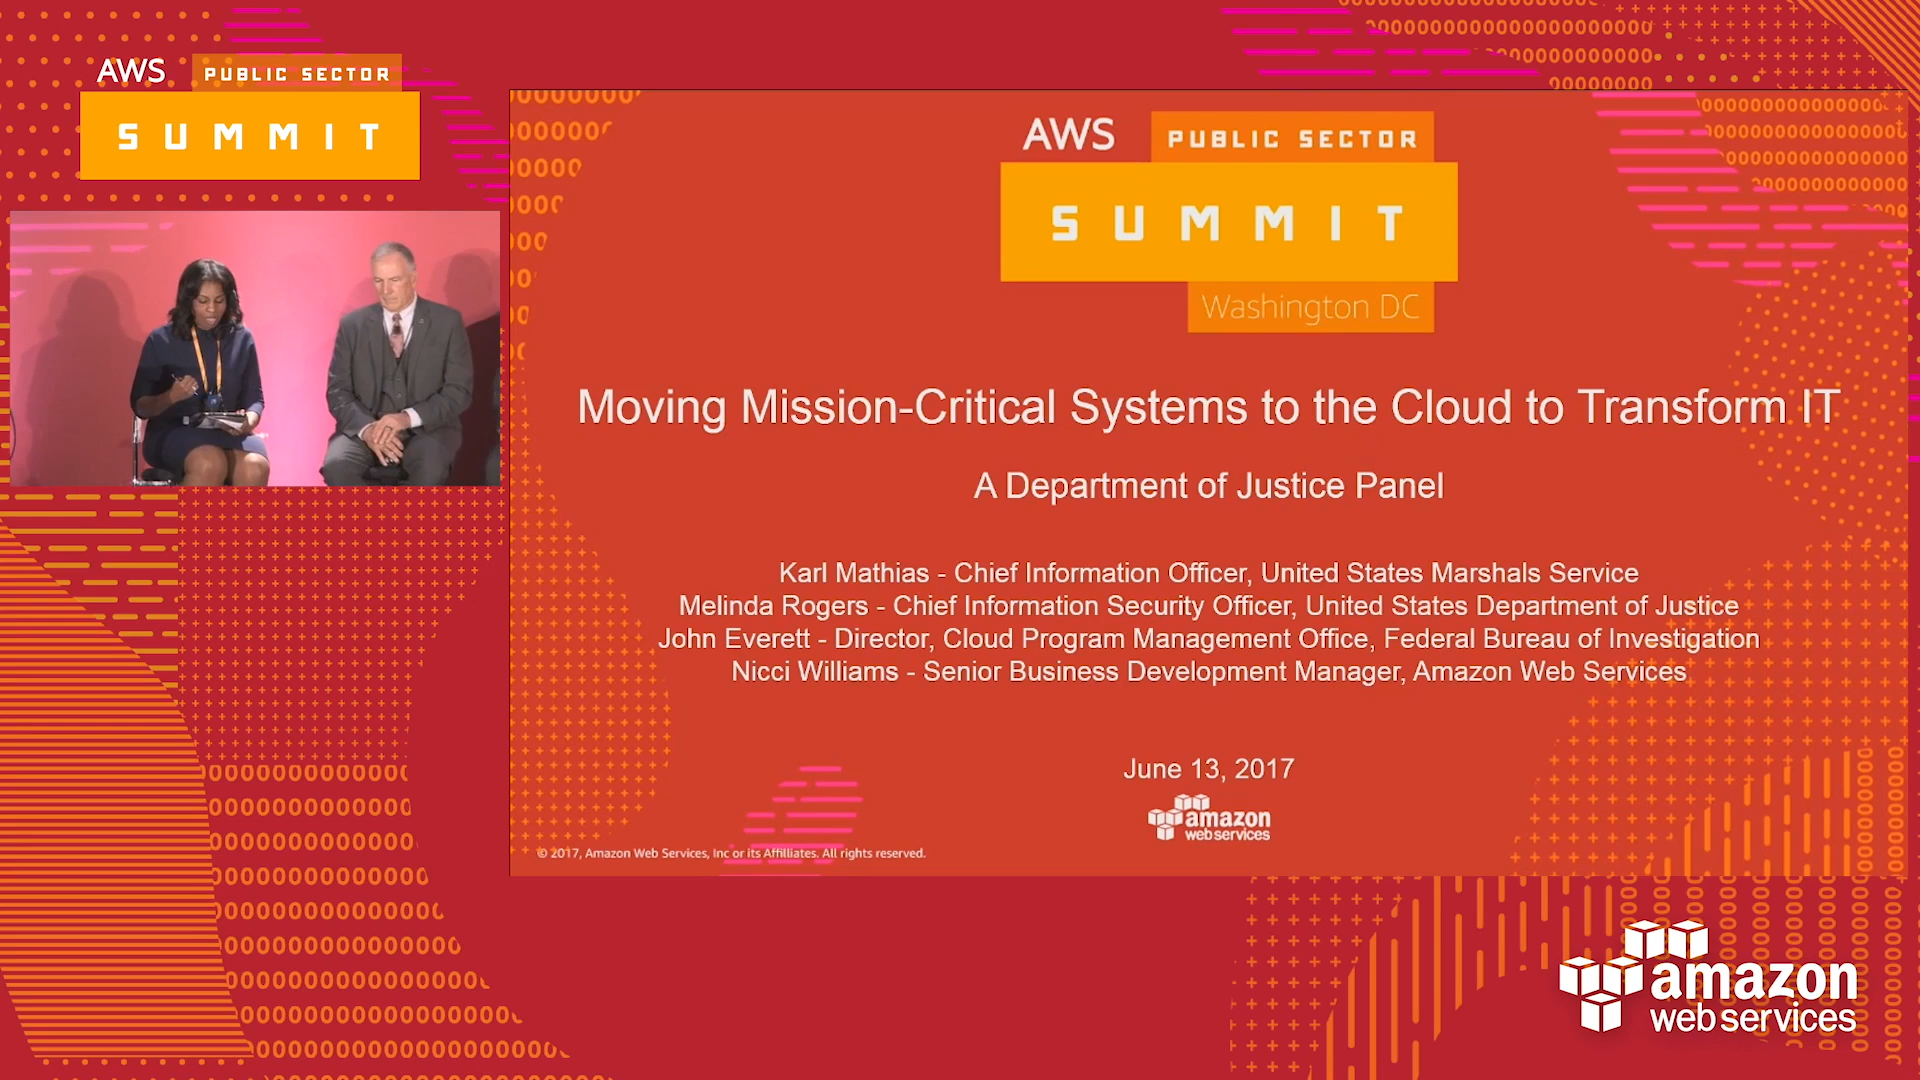 AWS PUBLIC SECTOR
SUMMIT
AWS PUBLIC SECTOR
SUMMIT
Washington DC
Moving Mission-Critical Systems to the Cloud to Transform IT
A Department of Justice Panel
Karl Mathias - Chief Information Officer, United States Marshals Service
Melinda Rogers - Chief Information Security Officer, United States Department of Justice
John Everett - Director, Cloud Program Management Office, Federal Bureau of Investigation
Nicci Williams - Senior Business Development Manager, Amazon Web Services
June 13, 2017
amazon
web services
© 2017, Amazon Web Services, Inc or its Affilliates. All rights reserved.
amazon
web services